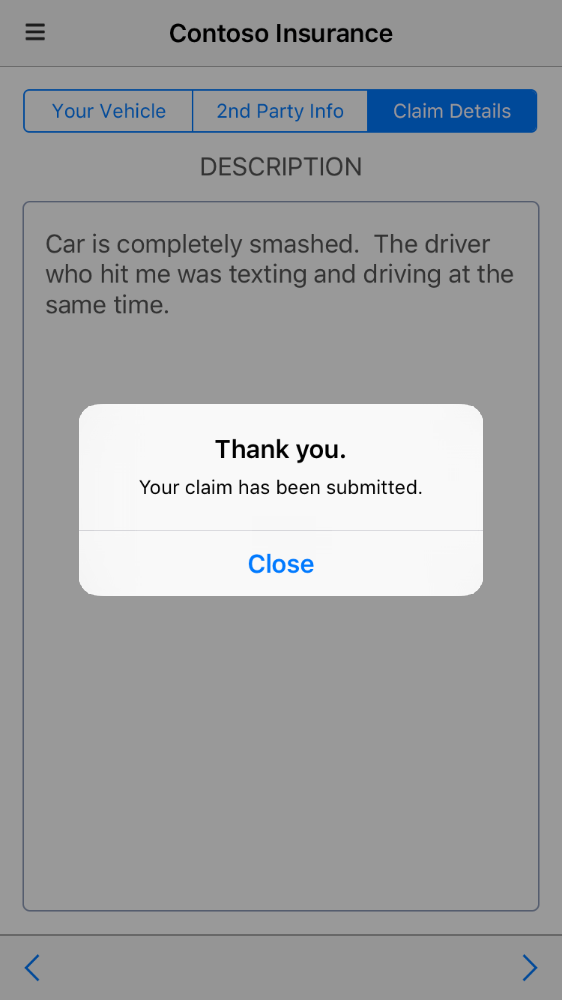 Contoso Insurance
Your Vehicle 2nd Party Info Claim Details
DESCRIPTION
Car is completely smashed.  The driver
who hit me was texting and driving at the
same time.
Thank you.
Your claim has been submitted.
Close